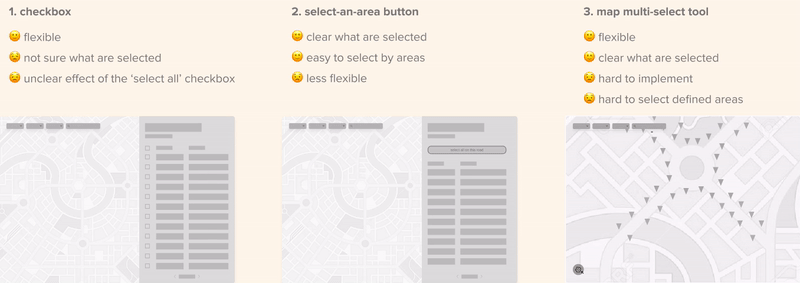 1. checkbox
🙂 flexible
😣 not sure what are selected
😣 unclear effect of the ‘select all’ checkbox
2. select-an-area button
🙂 clear what are selected
🙂 easy to select by areas
😣 less flexible
3. map multi-select tool
🙂 flexible
🙂 clear what are selected
😣 hard to implement
😣 hard to select defined areas